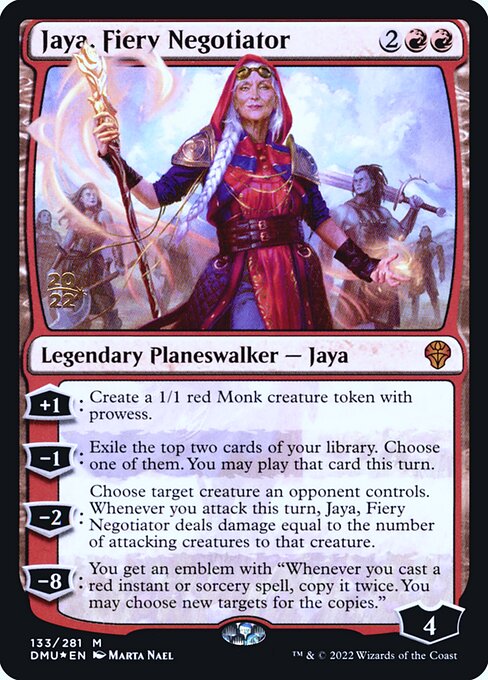 Jaya, Fiery Negotiator 2
2022
Legendary Planeswalker — Jaya
+1: Create a 1/1 red Monk creature token with
prowess.
-1: Exile the top two cards of your library. Choose
one of them. You may play that card this turn.
Choose target creature an opponent controls.
Whenever you attack this turn, Jaya, Fiery
-2: Negotiator deals damage equal to the number
of attacking creatures to that creature.
You get an emblem with “Whenever you cast a
-8: red instant or sorcery spell, copy it twice. You
may choose new targets for the copies.”
4
133/281 M
DMU★EN Marta Nael
™ & © 2022 Wizards of the Coast